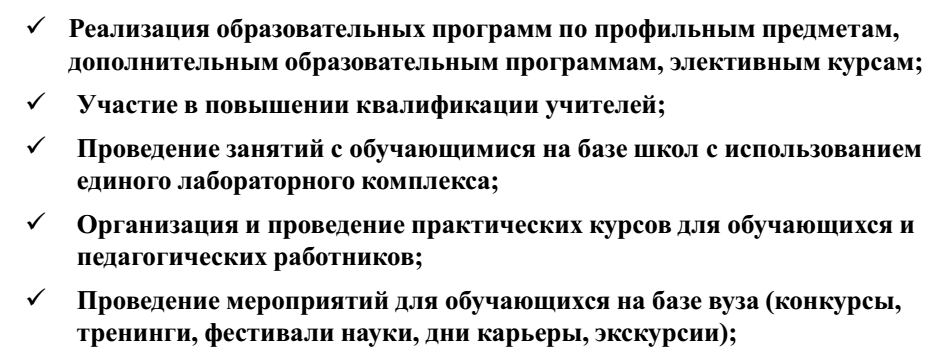 ✓ Реализация образовательных программ по профильным предметам,
дополнительным образовательным программам, элективным курсам;
✓ Участие в повышении квалификации учителей;
✓ Проведение занятий с обучающимися на базе школ с использованием
единого лабораторного комплекса;
✓ Организация и проведение практических курсов для обучающихся и
педагогических работников;
✓ Проведение мероприятий для обучающихся на базе вуза (конкурсы,
тренинги, фестивали науки, дни карьеры, экскурсии);